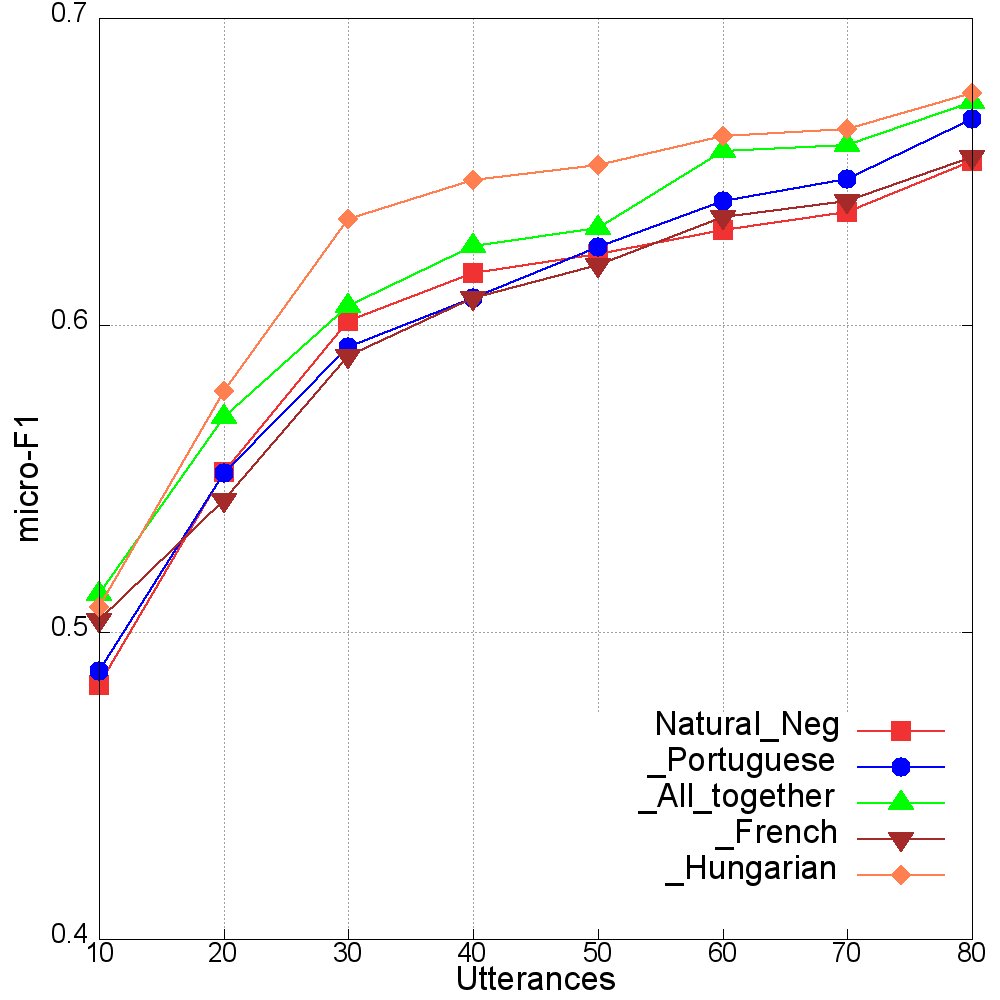 0.7
0.6
micro-F1
0.5
Natural_Neg
_Portuguese
_All_together
_French
_Hungarian
0.4
10 20 30 40 50 60 70 80
Utterances